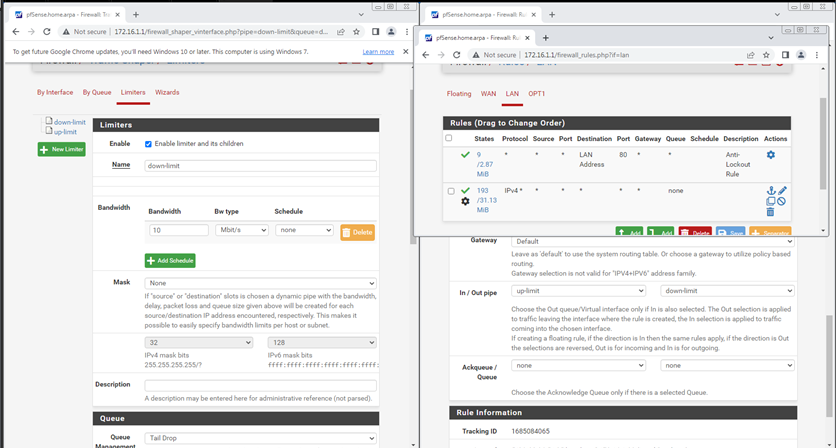 pfSense.home.arpa - Firewall: Tra
Not secure 172.16.1.1/firewall_shaper_vinterface.php?pipe=down-limit&queue=d...
To get future Google Chrome updates, you'll need Windows 10 or later. This computer is using Windows 7.
Learn more
By Interface By Queue Limiters Wizards
down-limit
up-limit
New Limiter
Limiters
Enable Enable limiter and its children
Name down-limit
Bandwidth
Bandwidth Bw type Schedule
10 Mbit/s none Delete
Add Schedule
Mask None
If "source" or "destination" slots is chosen a dynamic pipe with the bandwidth,
delay, packet loss and queue size given above will be created for each
source/destination IP address encountered, respectively. This makes it
possible to easily specify bandwidth limits per host or subnet.
32 128
IPv4 mask bits IPv6 mask bits
255.255.255.255/? ffff:ffff:ffff:ffff:ffff:ffff:
Description
A description may be entered here for administrative reference (not parsed).
Queue
Queue Tail Drop
Management
pfSense.home.arpa - Firewall: Rul
pfSense.home.arpa - Firewall: Rul
Not secure 172.16.1.1/firewall_rules.php?if=lan
Floating WAN LAN OPT1
Rules (Drag to Change Order)
States Protocol Source Port Destination Port Gateway Queue Schedule Description Actions
9 * * * LAN 80 * * Anti-
/2.87 Address Lockout
MiB Rule
193 IPv4 * * * * * * none
/31.13
MiB
Add Add Delete Save Separator
Gateway Default
Leave as 'default' to use the system routing table. Or choose a gateway to utilize policy based
routing.
Gateway selection is not valid for "IPV4+IPV6" address family.
In / Out pipe up-limit down-limit
Choose the Out queue/Virtual interface only if In is also selected. The Out selection is applied
to traffic leaving the interface where the rule is created, the In selection is applied to traffic
coming into the chosen interface.
If creating a floating rule, if the direction is In then the same rules apply, if the direction is Out
the selections are reversed, Out is for incoming and In is for outgoing.
Ackqueue / none none
Queue
Choose the Acknowledge Queue only if there is a selected Queue.
Rule Information
Tracking ID 1685084065